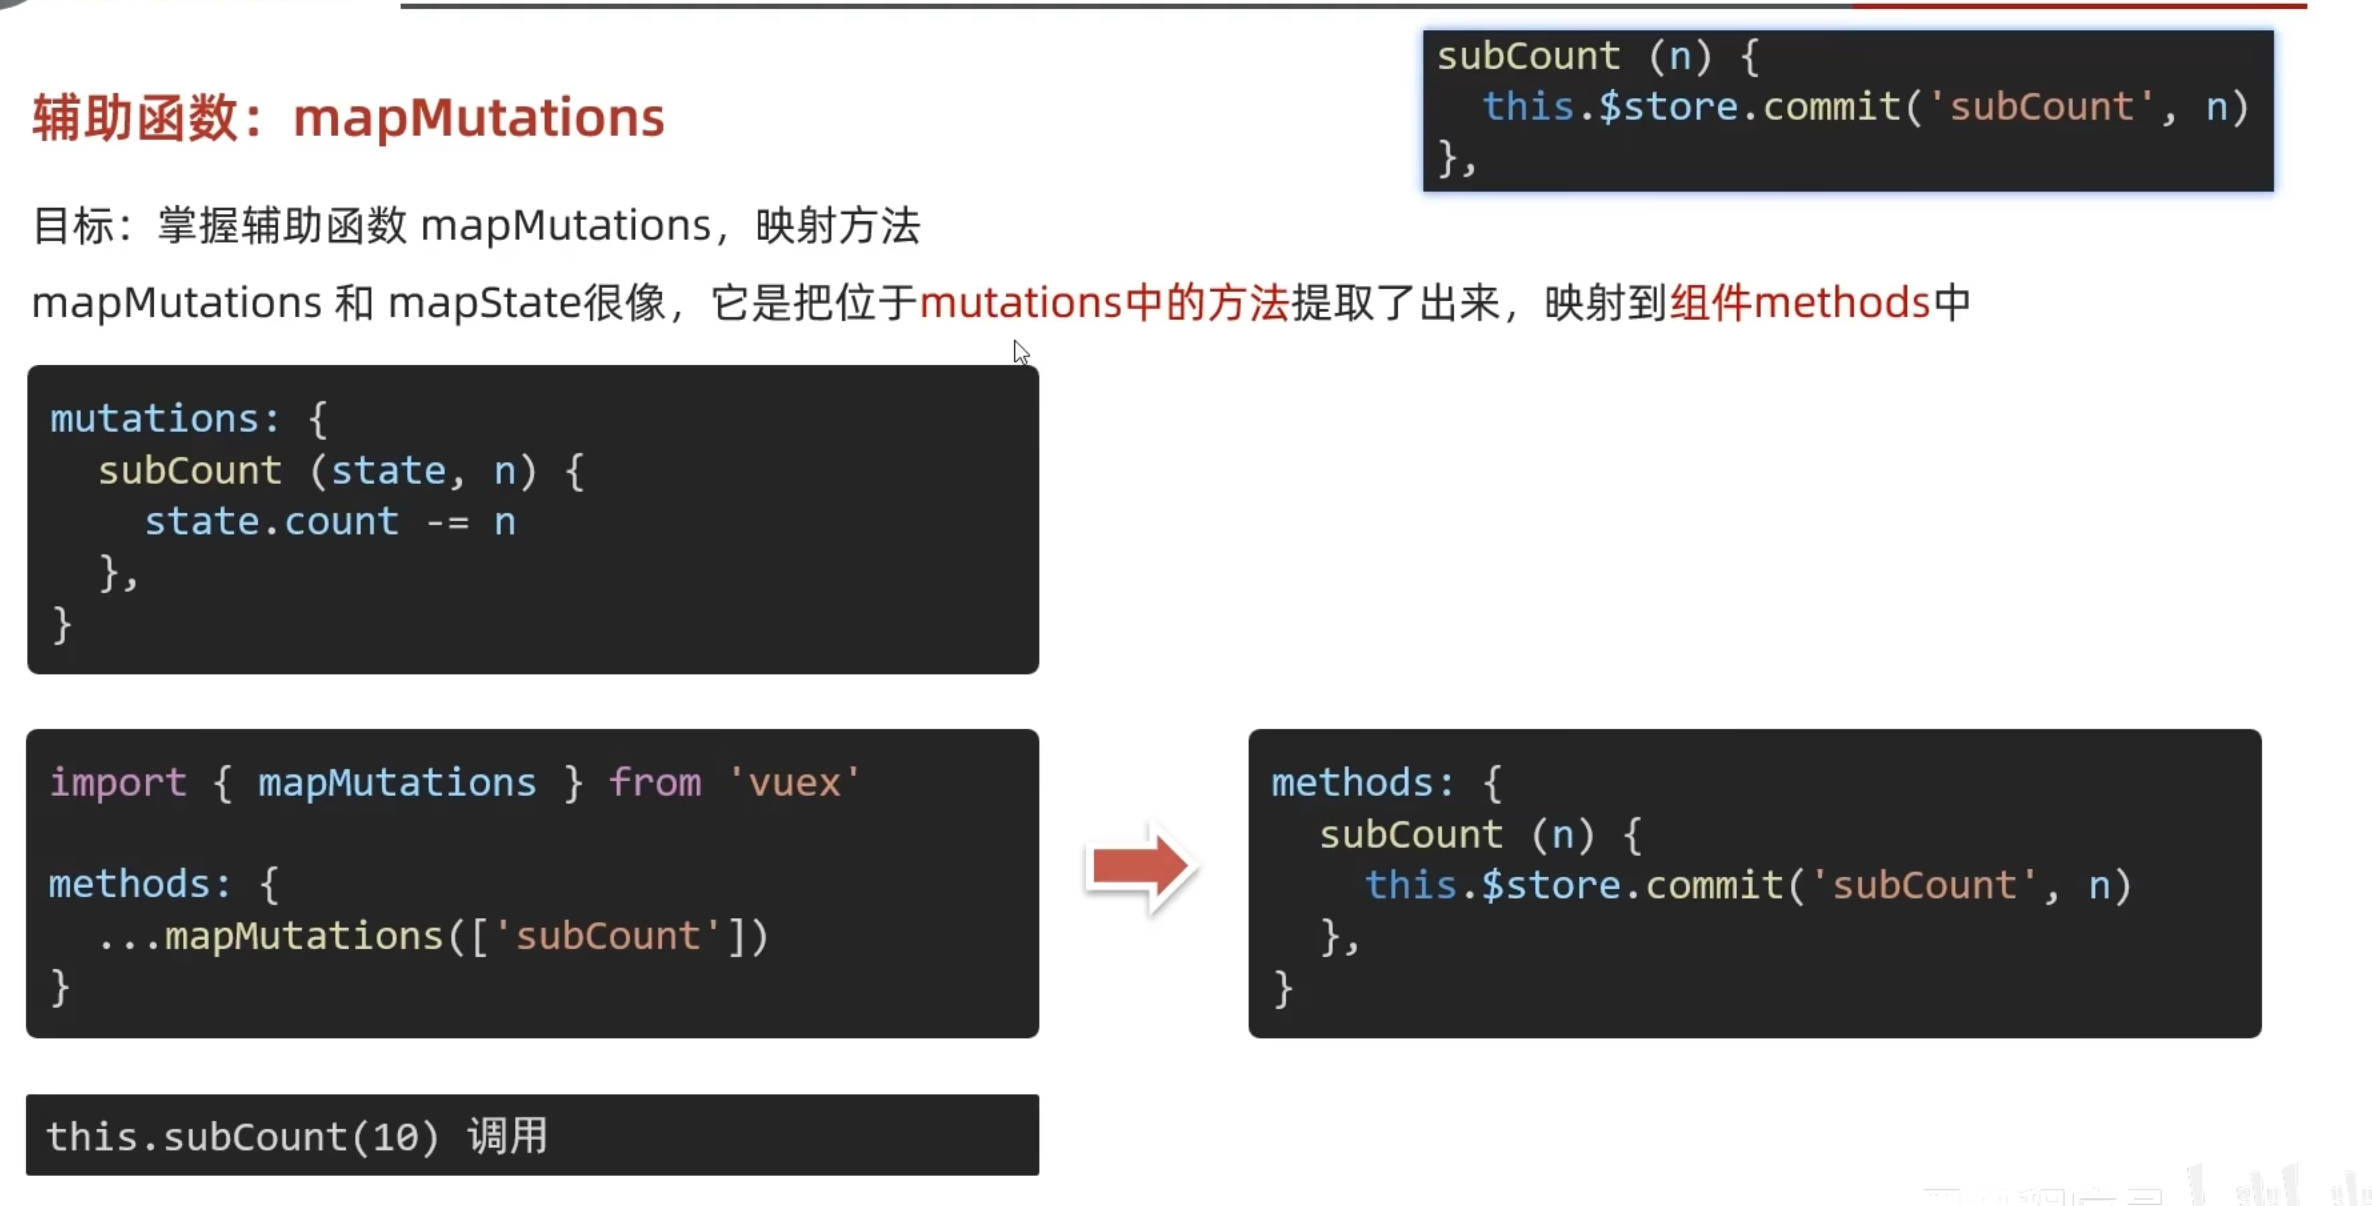 subCount (n) {
  this.$store.commit('subCount', n)
},
辅助函数：mapMutations
目标：掌握辅助函数 mapMutations，映射方法
mapMutations 和 mapState很像，它是把位于mutations中的方法提取了出来，映射到组件methods中
mutations: {
  subCount (state, n) {
    state.count -= n
  },
}
import { mapMutations } from 'vuex'
methods: {
  ...mapMutations(['subCount'])
}
methods: {
  subCount (n) {
    this.$store.commit('subCount', n)
  },
}
this.subCount(10) 调用